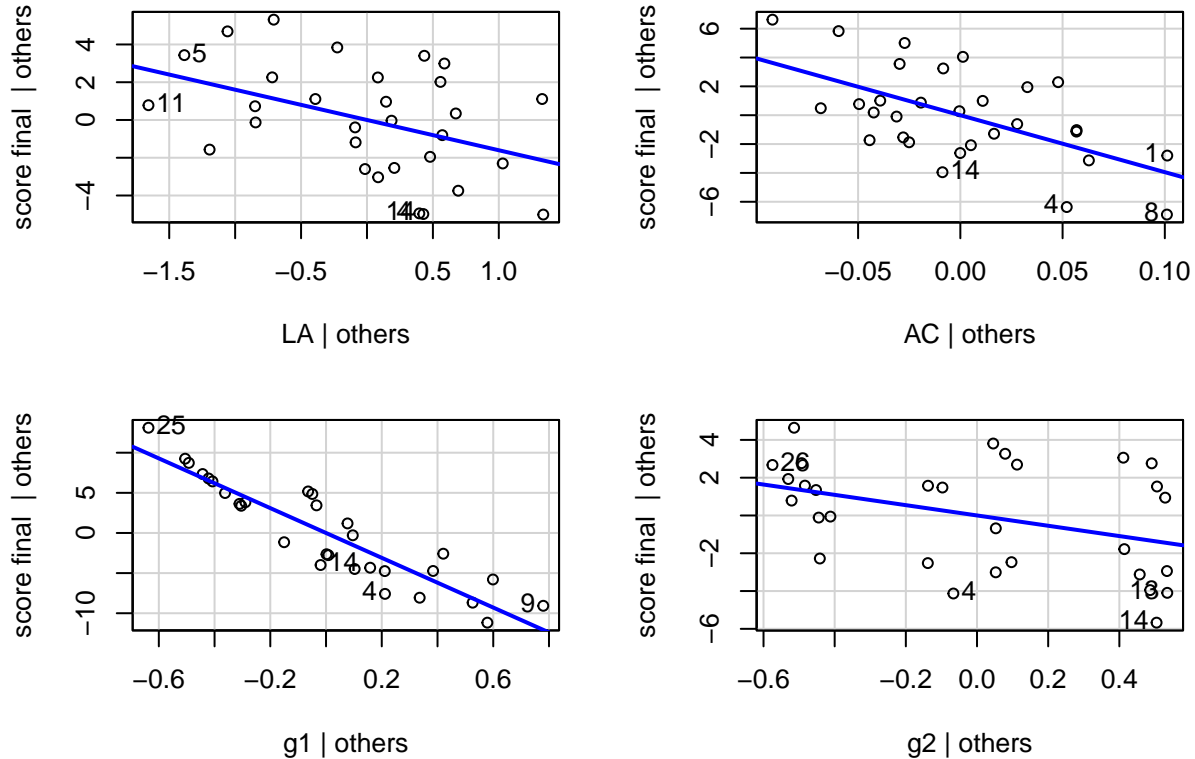 score final | others
4
2
0
−4
5
11
−1.5 −0.5 0.5 1.0
LA | others
score final | others
6
2
−2
−6
1
14
4
8
−0.05 0.00 0.05 0.10
AC | others
score final | others
5
0
−10
25
14
4
9
−0.6 −0.2 0.2 0.6
g1 | others
score final | others
4
2
−2
−6
26
4
14
−0.6 −0.2 0.0 0.2 0.4
g2 | others